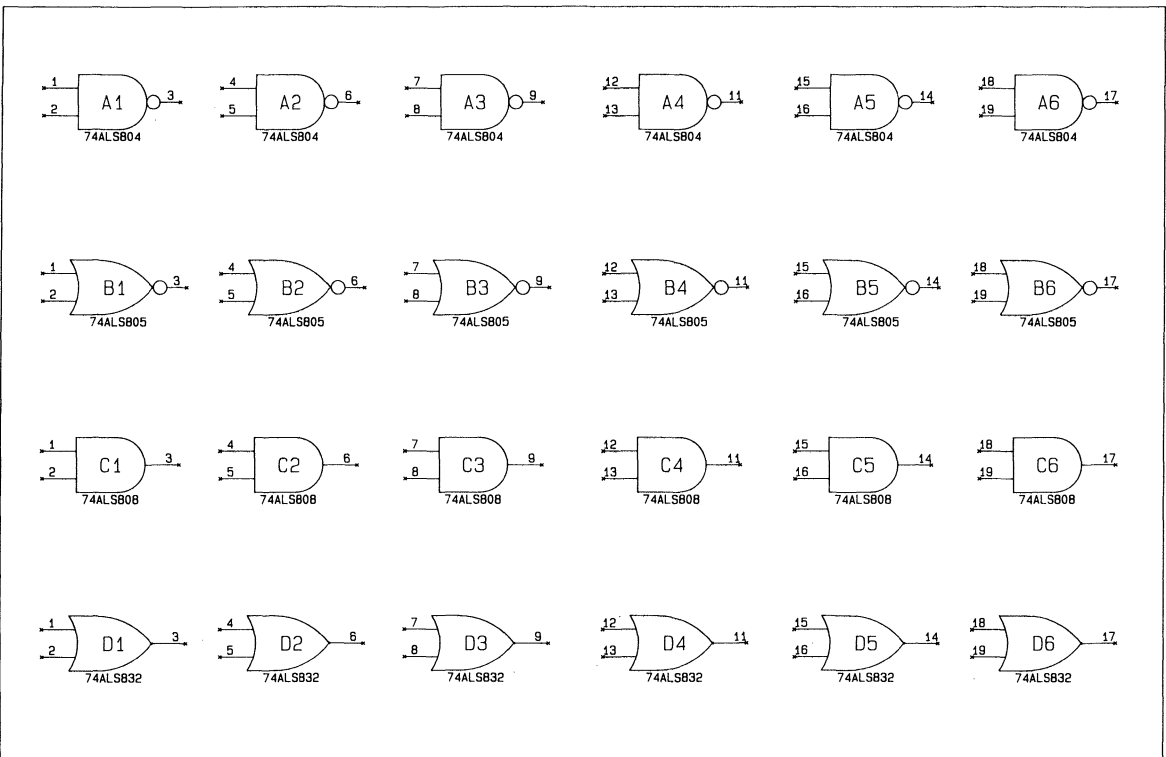 1 4 7 12 15 18
A1 3 A2 6 A3 9 A4 11 A5 14 A6 17
2 5 8 13 16 19
74ALS804 74ALS804 74ALS804 74ALS804 74ALS804 74ALS804
1 4 7 12 15 18
B1 3 B2 6 B3 9 B4 11 B5 14 B6 17
2 5 8 13 16 19
74ALS805 74ALS805 74ALS805 74ALS805 74ALS805 74ALS805
1 4 7 12 15 18
C1 3 C2 6 C3 9 C4 11 C5 14 C6 17
2 5 8 13 16 19
74ALS808 74ALS808 74ALS808 74ALS808 74ALS808 74ALS808
1 4 7 12 15 18
D1 3 D2 6 D3 9 D4 11 D5 14 D6 17
2 5 8 13 16 19
74ALS832 74ALS832 74ALS832 74ALS832 74ALS832 74ALS832